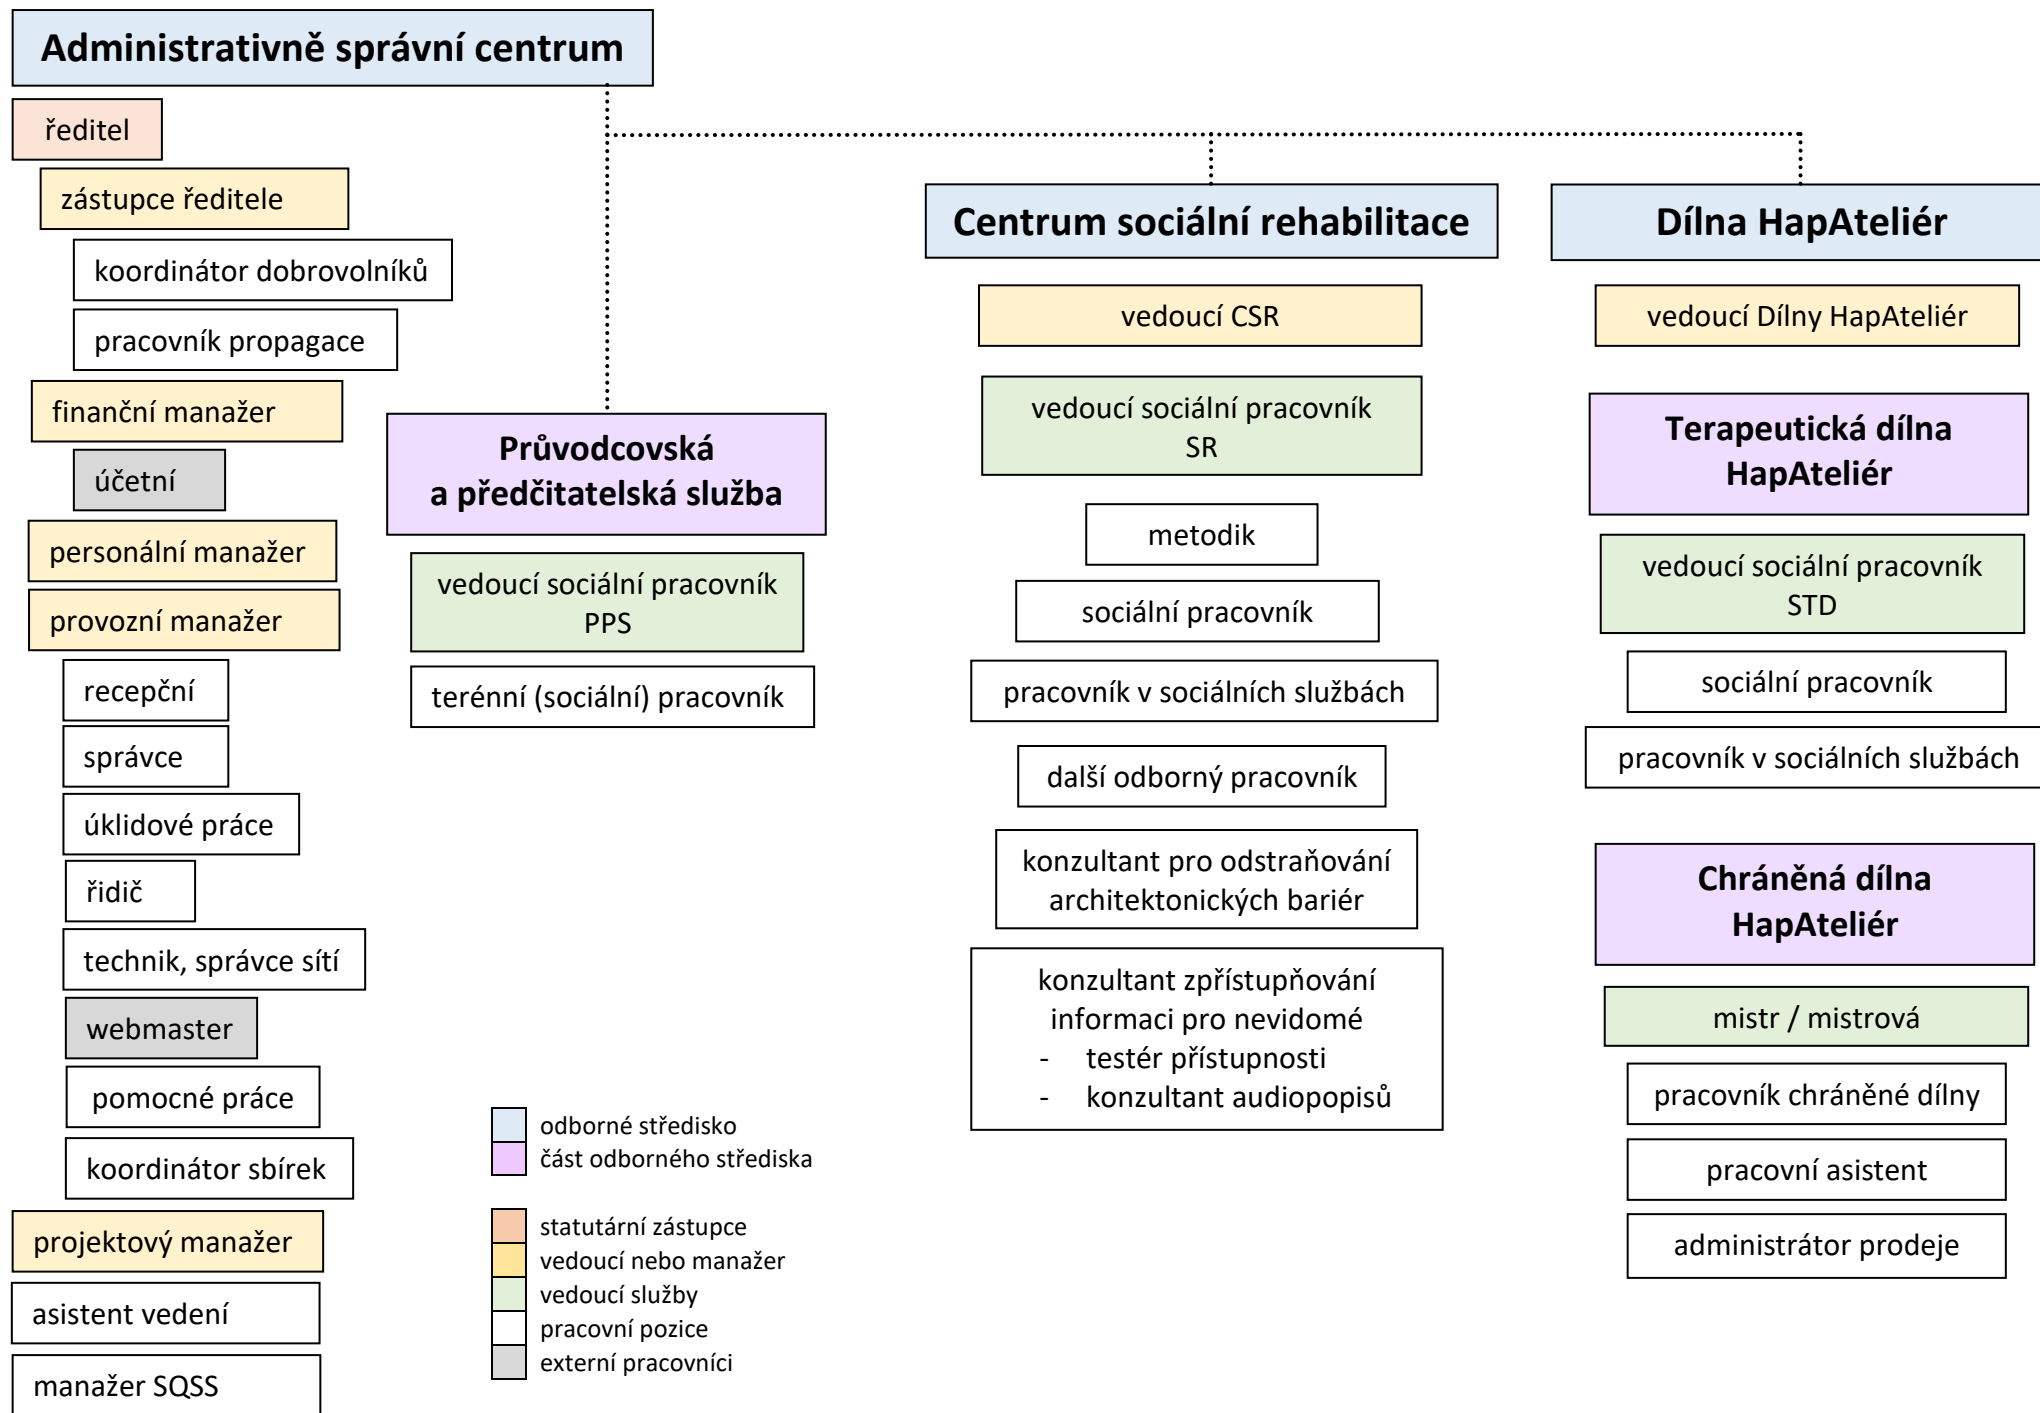 Administrativně správní centrum
ředitel
zástupce ředitele
koordinátor dobrovolníků
pracovník propagace
finanční manažer
účetní
personální manažer
provozní manažer
recepční
správce
úklidové práce
řidič
technik, správce sítí
webmaster
pomocné práce
koordinátor sbírek
projektový manažer
asistent vedení
manažer SQSS
Průvodcovská
a předčitatelská služba
vedoucí sociální pracovník
PPS
terénní (sociální) pracovník
Centrum sociální rehabilitace
vedoucí CSR
vedoucí sociální pracovník
SR
metodik
sociální pracovník
pracovník v sociálních službách
další odborný pracovník
konzultant pro odstraňování
architektonických bariér
konzultant zpřístupňování
informaci pro nevidomé
- testér přístupnosti
- konzultant audiopopisů
Dílna HapAteliér
vedoucí Dílny HapAteliér
Terapeutická dílna
HapAteliér
vedoucí sociální pracovník
STD
sociální pracovník
pracovník v sociálních službách
Chráněná dílna
HapAteliér
mistr / mistrová
pracovník chráněné dílny
pracovní asistent
administrátor prodeje
odborné středisko
část odborného střediska
statutární zástupce
vedoucí nebo manažer
vedoucí služby
pracovní pozice
externí pracovníci